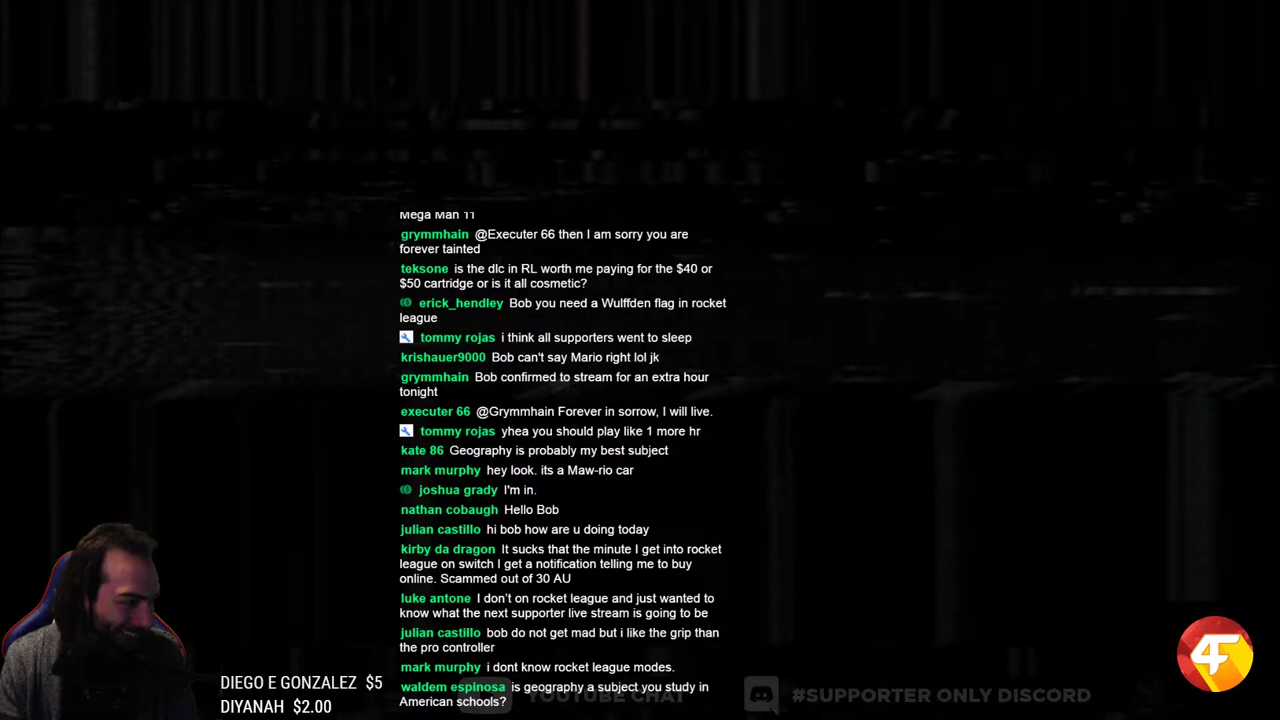 Mega Man 11
grymmhain @Executer 66 then I am sorry you are
forever tainted
teksone is the dlc in RL worth me paying for the $40 or
$50 cartridge or is it all cosmetic?
erick_hendley Bob you need a Wulffden flag in rocket
league
tommy rojas i think all supporters went to sleep
krishauer9000 Bob can't say Mario right lol jk
grymmhain Bob confirmed to stream for an extra hour
tonight
executer 66 @Grymmhain Forever in sorrow, I will live.
tommy rojas yhea you should play like 1 more hr
kate 86 Geography is probably my best subject
mark murphy hey look. its a Maw-rio car
joshua grady I'm in.
nathan cobaugh Hello Bob
julian castillo hi bob how are u doing today
kirby da dragon It sucks that the minute I get into rocket
league on switch I get a notification telling me to buy
online. Scammed out of 30 AU
luke antone I don't on rocket league and just wanted to
know what the next supporter live stream is going to be
julian castillo bob do not get mad but i like the grip than
the pro controller
mark murphy i dont know rocket league modes.
waldem espinosa is geography a subject you study in
American schools?
DIEGO E GONZALEZ $5
DIYANAH $2.00
YOUTUBE CHAT
#SUPPORTER ONLY DISCORD
4F